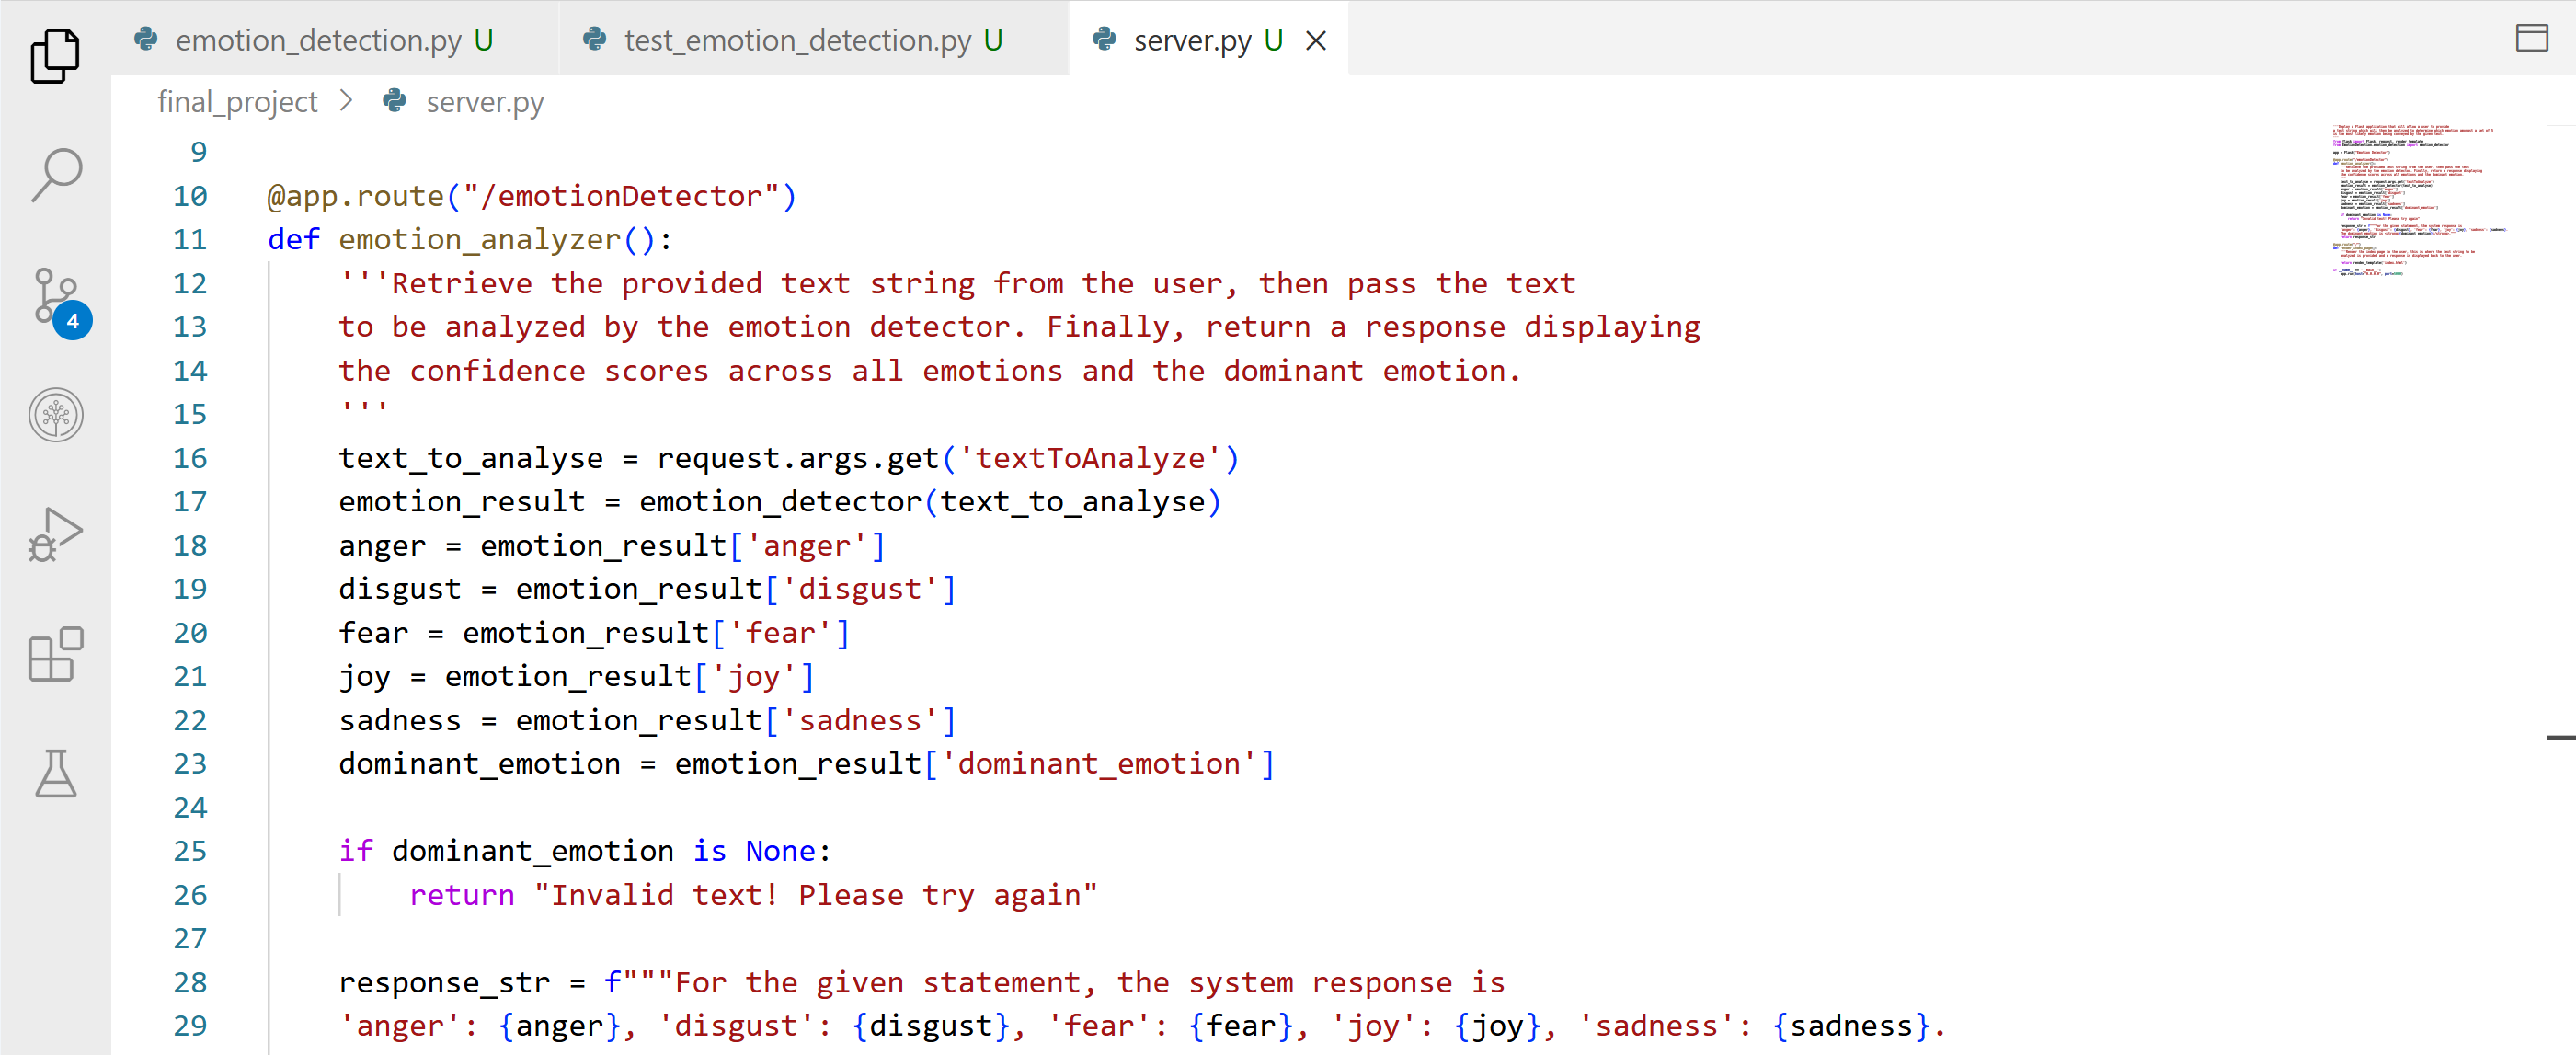 emotion_detection.py U test_emotion_detection.py U server.py U
final_project > server.py
9
10 @app.route("/emotionDetector")
11 def emotion_analyzer():
12     '''Retrieve the provided text string from the user, then pass the text
13     to be analyzed by the emotion detector. Finally, return a response displaying
14     the confidence scores across all emotions and the dominant emotion.
15     '''
16     text_to_analyse = request.args.get('textToAnalyze')
17     emotion_result = emotion_detector(text_to_analyse)
18     anger = emotion_result['anger']
19     disgust = emotion_result['disgust']
20     fear = emotion_result['fear']
21     joy = emotion_result['joy']
22     sadness = emotion_result['sadness']
23     dominant_emotion = emotion_result['dominant_emotion']
24
25     if dominant_emotion is None:
26         return "Invalid text! Please try again"
27
28     response_str = f"""For the given statement, the system response is
29     'anger': {anger}, 'disgust': {disgust}, 'fear': {fear}, 'joy': {joy}, 'sadness': {sadness}.
4